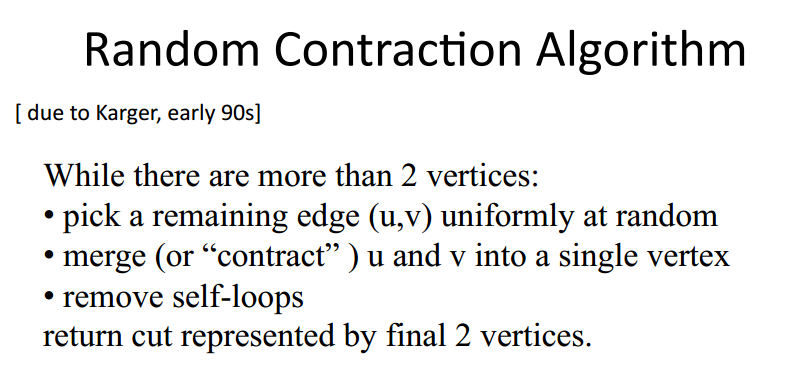 Random Contraction Algorithm
[ due to Karger, early 90s]
While there are more than 2 vertices:
• pick a remaining edge (u,v) uniformly at random
• merge (or “contract” ) u and v into a single vertex
• remove self-loops
return cut represented by final 2 vertices.